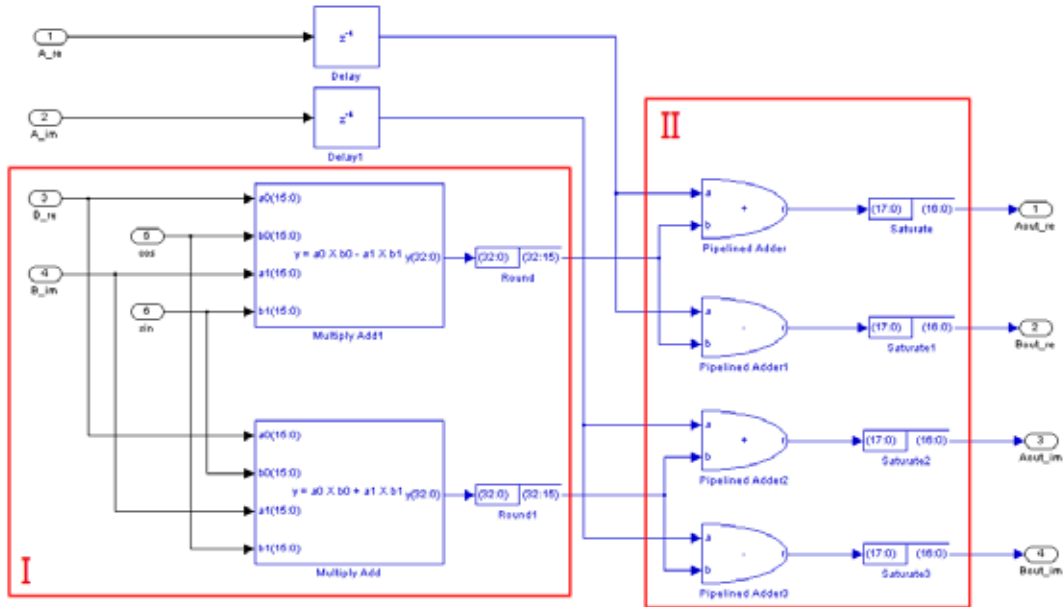 1
A_re
z⁻⁴
Delay
2
A_im
z⁻⁴
Delay1
I
3
B_re
5
cos
4
B_im
6
sin
a0(15:0)
b0(15:0)
a1(15:0)
b1(15:0)
y = a0 X b0 - a1 X b1
y(32:0)
Multiply Add1
(32:0)
(32:15)
Round
a0(15:0)
b0(15:0)
a1(15:0)
b1(15:0)
y = a0 X b0 + a1 X b1
y(32:0)
Multiply Add
(32:0)
(32:15)
Round1
II
a
b
+
r
Pipelined Adder
(17:0)
(16:0)
Saturate
1
Aout_re
a
b
-
r
Pipelined Adder1
(17:0)
(16:0)
Saturate1
2
Bout_re
a
b
+
r
Pipelined Adder2
(17:0)
(16:0)
Saturate2
3
Aout_im
a
b
-
r
Pipelined Adder3
(17:0)
(16:0)
Saturate3
4
Bout_im